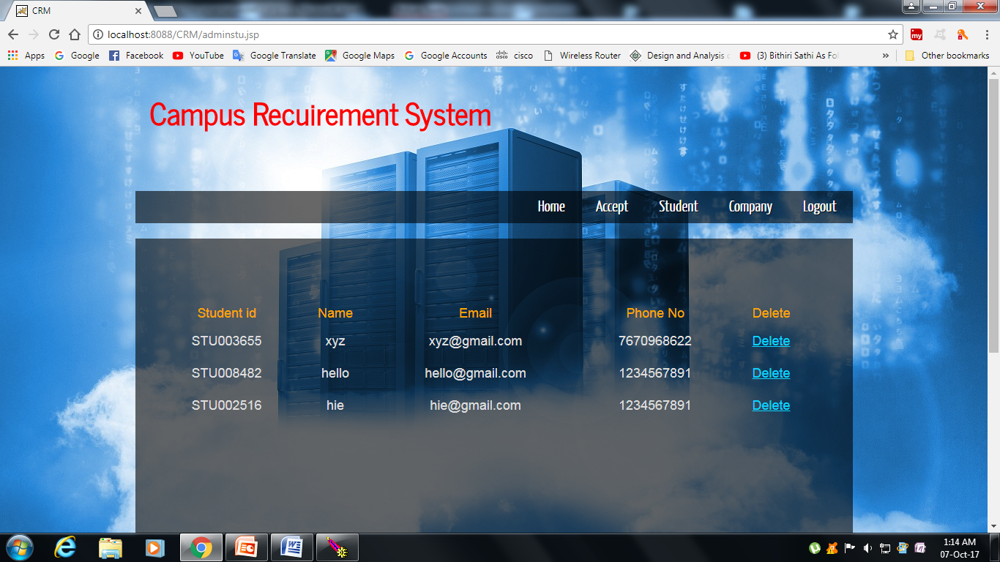 CRM
localhost:8088/CRM/adminstu.jsp
Apps Google Facebook YouTube Google Translate Google Maps Google Accounts cisco Wireless Router Design and Analysis (3) Bithiri Sathi As Fo » Other bookmarks
Campus Recuirement System
Home Accept Student Company Logout
Student id Name Email Phone No Delete
STU003655 xyz xyz@gmail.com 7670968622 Delete
STU008482 hello hello@gmail.com 1234567891 Delete
STU002516 hie hie@gmail.com 1234567891 Delete
1:14 AM
07-Oct-17